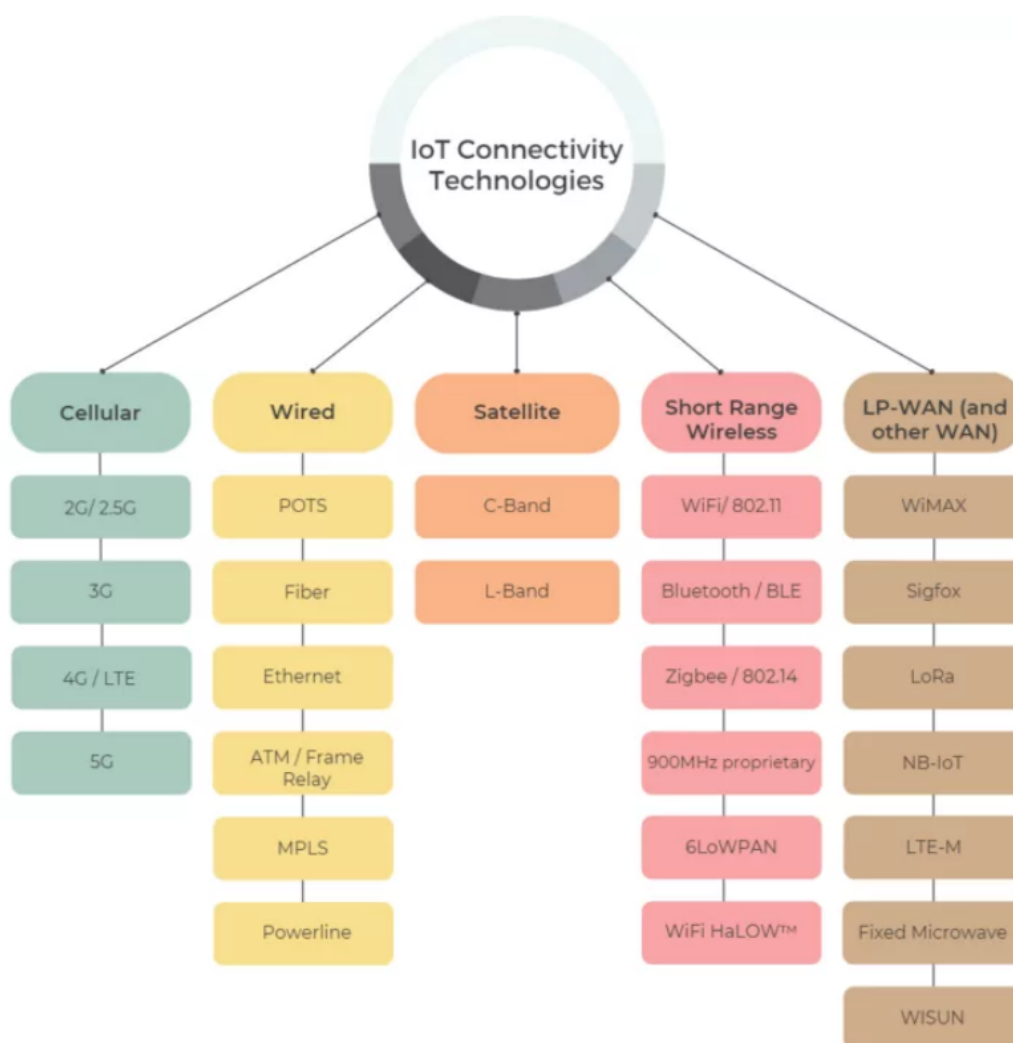 IoT Connectivity
Technologies
Cellular
2G/ 2.5G
3G
4G / LTE
5G
Wired
POTS
Fiber
Ethernet
ATM / Frame
Relay
MPLS
Powerline
Satellite
C-Band
L-Band
Short Range
Wireless
WiFi/ 802.11
Bluetooth / BLE
Zigbee / 802.14
900MHz proprietary
6LoWPAN
WiFi HaLOW™
LP-WAN (and
other WAN)
WiMAX
Sigfox
LoRa
NB-IoT
LTE-M
Fixed Microwave
WISUN